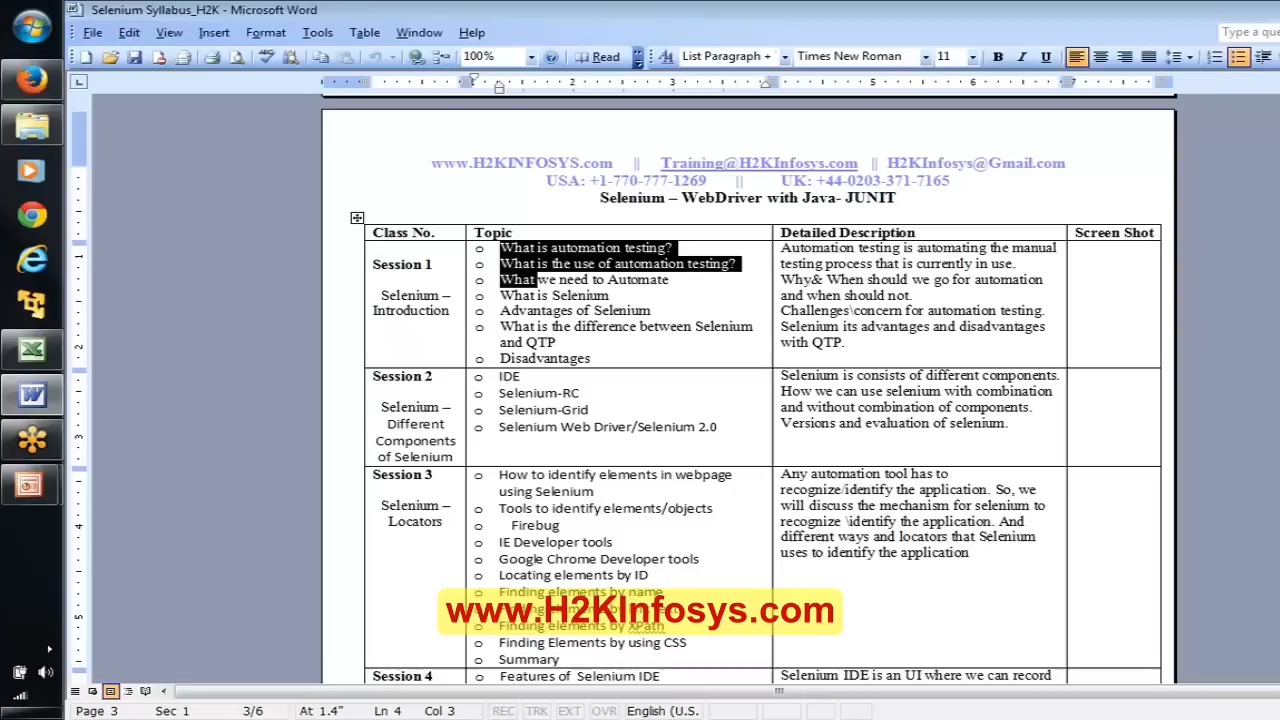 Selenium Syllabus_H2K - Microsoft Word
File Edit View Insert Format Tools Table Window Help
Type a que
100% Read List Paragraph + Times New Roman 11 B I U
1 2 3 4 5 6 7
www.H2KINFOSYS.com || Training@H2KInfosys.com || H2KInfosys@Gmail.com
USA: +1-770-777-1269 || UK: +44-0203-371-7165
Selenium – WebDriver with Java- JUNIT
Class No. Topic Detailed Description Screen Shot
Session 1
Selenium –
Introduction
o What is automation testing?
o What is the use of automation testing?
o What we need to Automate
o What is Selenium
o Advantages of Selenium
o What is the difference between Selenium
and QTP
o Disadvantages
Automation testing is automating the manual
testing process that is currently in use.
Why& When should we go for automation
and when should not.
Challenges\concern for automation testing.
Selenium its advantages and disadvantages
with QTP.
Session 2
Selenium –
Different
Components
of Selenium
o IDE
o Selenium-RC
o Selenium-Grid
o Selenium Web Driver/Selenium 2.0
Selenium is consists of different components.
How we can use selenium with combination
and without combination of components.
Versions and evaluation of selenium.
Session 3
Selenium –
Locators
o How to identify elements in webpage
using Selenium
o Tools to identify elements/objects
o Firebug
o IE Developer tools
o Google Chrome Developer tools
o Locating elements by ID
o Finding elements by name
o Finding elements by XPath
o Finding Elements by using CSS
o Summary
Any automation tool has to
recognize/identify the application. So, we
will discuss the mechanism for selenium to
recognize \identify the application. And
different ways and locators that Selenium
uses to identify the application
www.H2KInfosys.com
Session 4
o Features of Selenium IDE
Selenium IDE is an UI where we can record
Page 3 Sec 1 3/6 At 1.4" Ln 4 Col 3 REC TRK EXT OVR English (U.S.